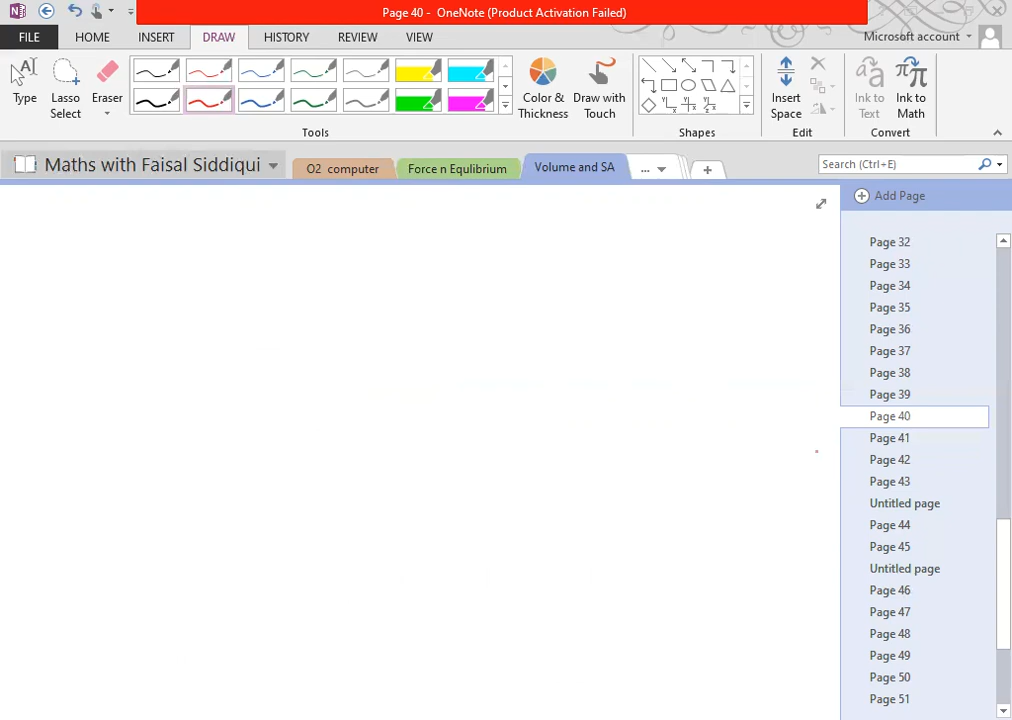 Page 40 - OneNote (Product Activation Failed)
FILE HOME INSERT DRAW HISTORY REVIEW VIEW Microsoft account
Type
Lasso Select
Eraser
Color & Thickness
Draw with Touch
Insert Space
Ink to Text
Ink to Math
Tools Shapes Edit Convert
Maths with Faisal Siddiqui
O2 computer
Force n Equlibrium
Volume and SA
...
Search (Ctrl+E)
Add Page
Page 32
Page 33
Page 34
Page 35
Page 36
Page 37
Page 38
Page 39
Page 40
Page 41
Page 42
Page 43
Untitled page
Page 44
Page 45
Untitled page
Page 46
Page 47
Page 48
Page 49
Page 50
Page 51